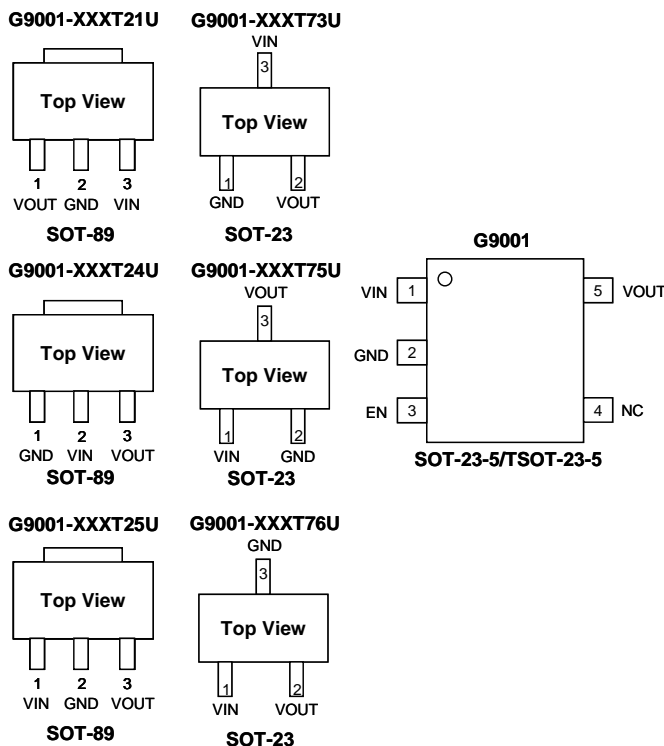 G9001-XXXT21U
Top View
1 2 3
VOUT GND VIN
SOT-89
G9001-XXXT73U
VIN
3
Top View
1 2
GND VOUT
SOT-23
G9001-XXXT24U
Top View
1 2 3
GND VIN VOUT
SOT-89
G9001-XXXT75U
VOUT
3
Top View
1 2
VIN GND
SOT-23
G9001
VIN 1 5 VOUT
GND 2
EN 3 4 NC
SOT-23-5/TSOT-23-5
G9001-XXXT25U
Top View
1 2 3
VIN GND VOUT
SOT-89
G9001-XXXT76U
GND
3
Top View
1 2
VIN VOUT
SOT-23